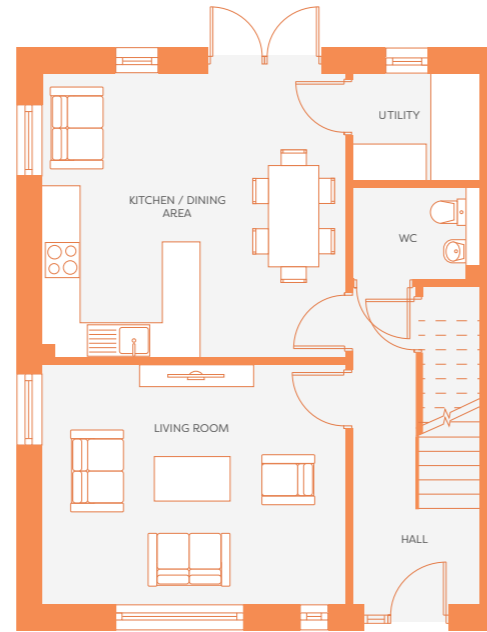 UTILITY
KITCHEN / DINING
AREA
WC
LIVING ROOM
HALL